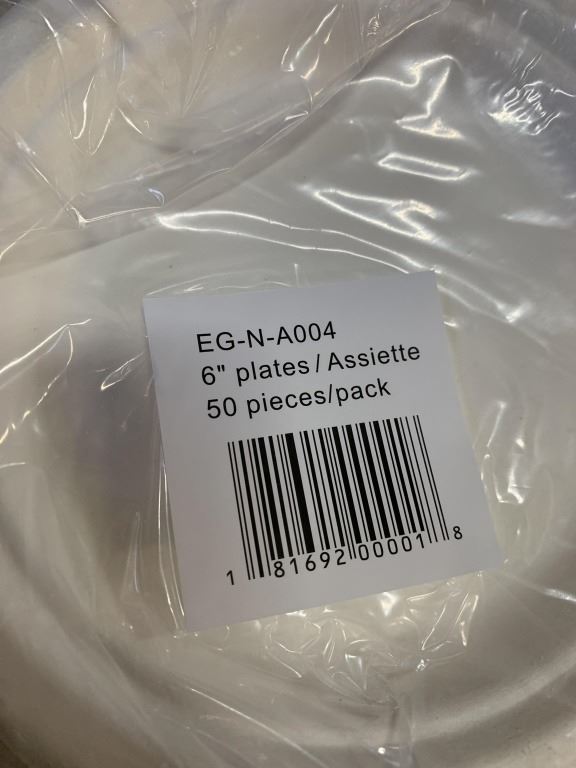 EG-N-A004
6" plates / Assiette
50 pieces/pack
1 81692 00001 8